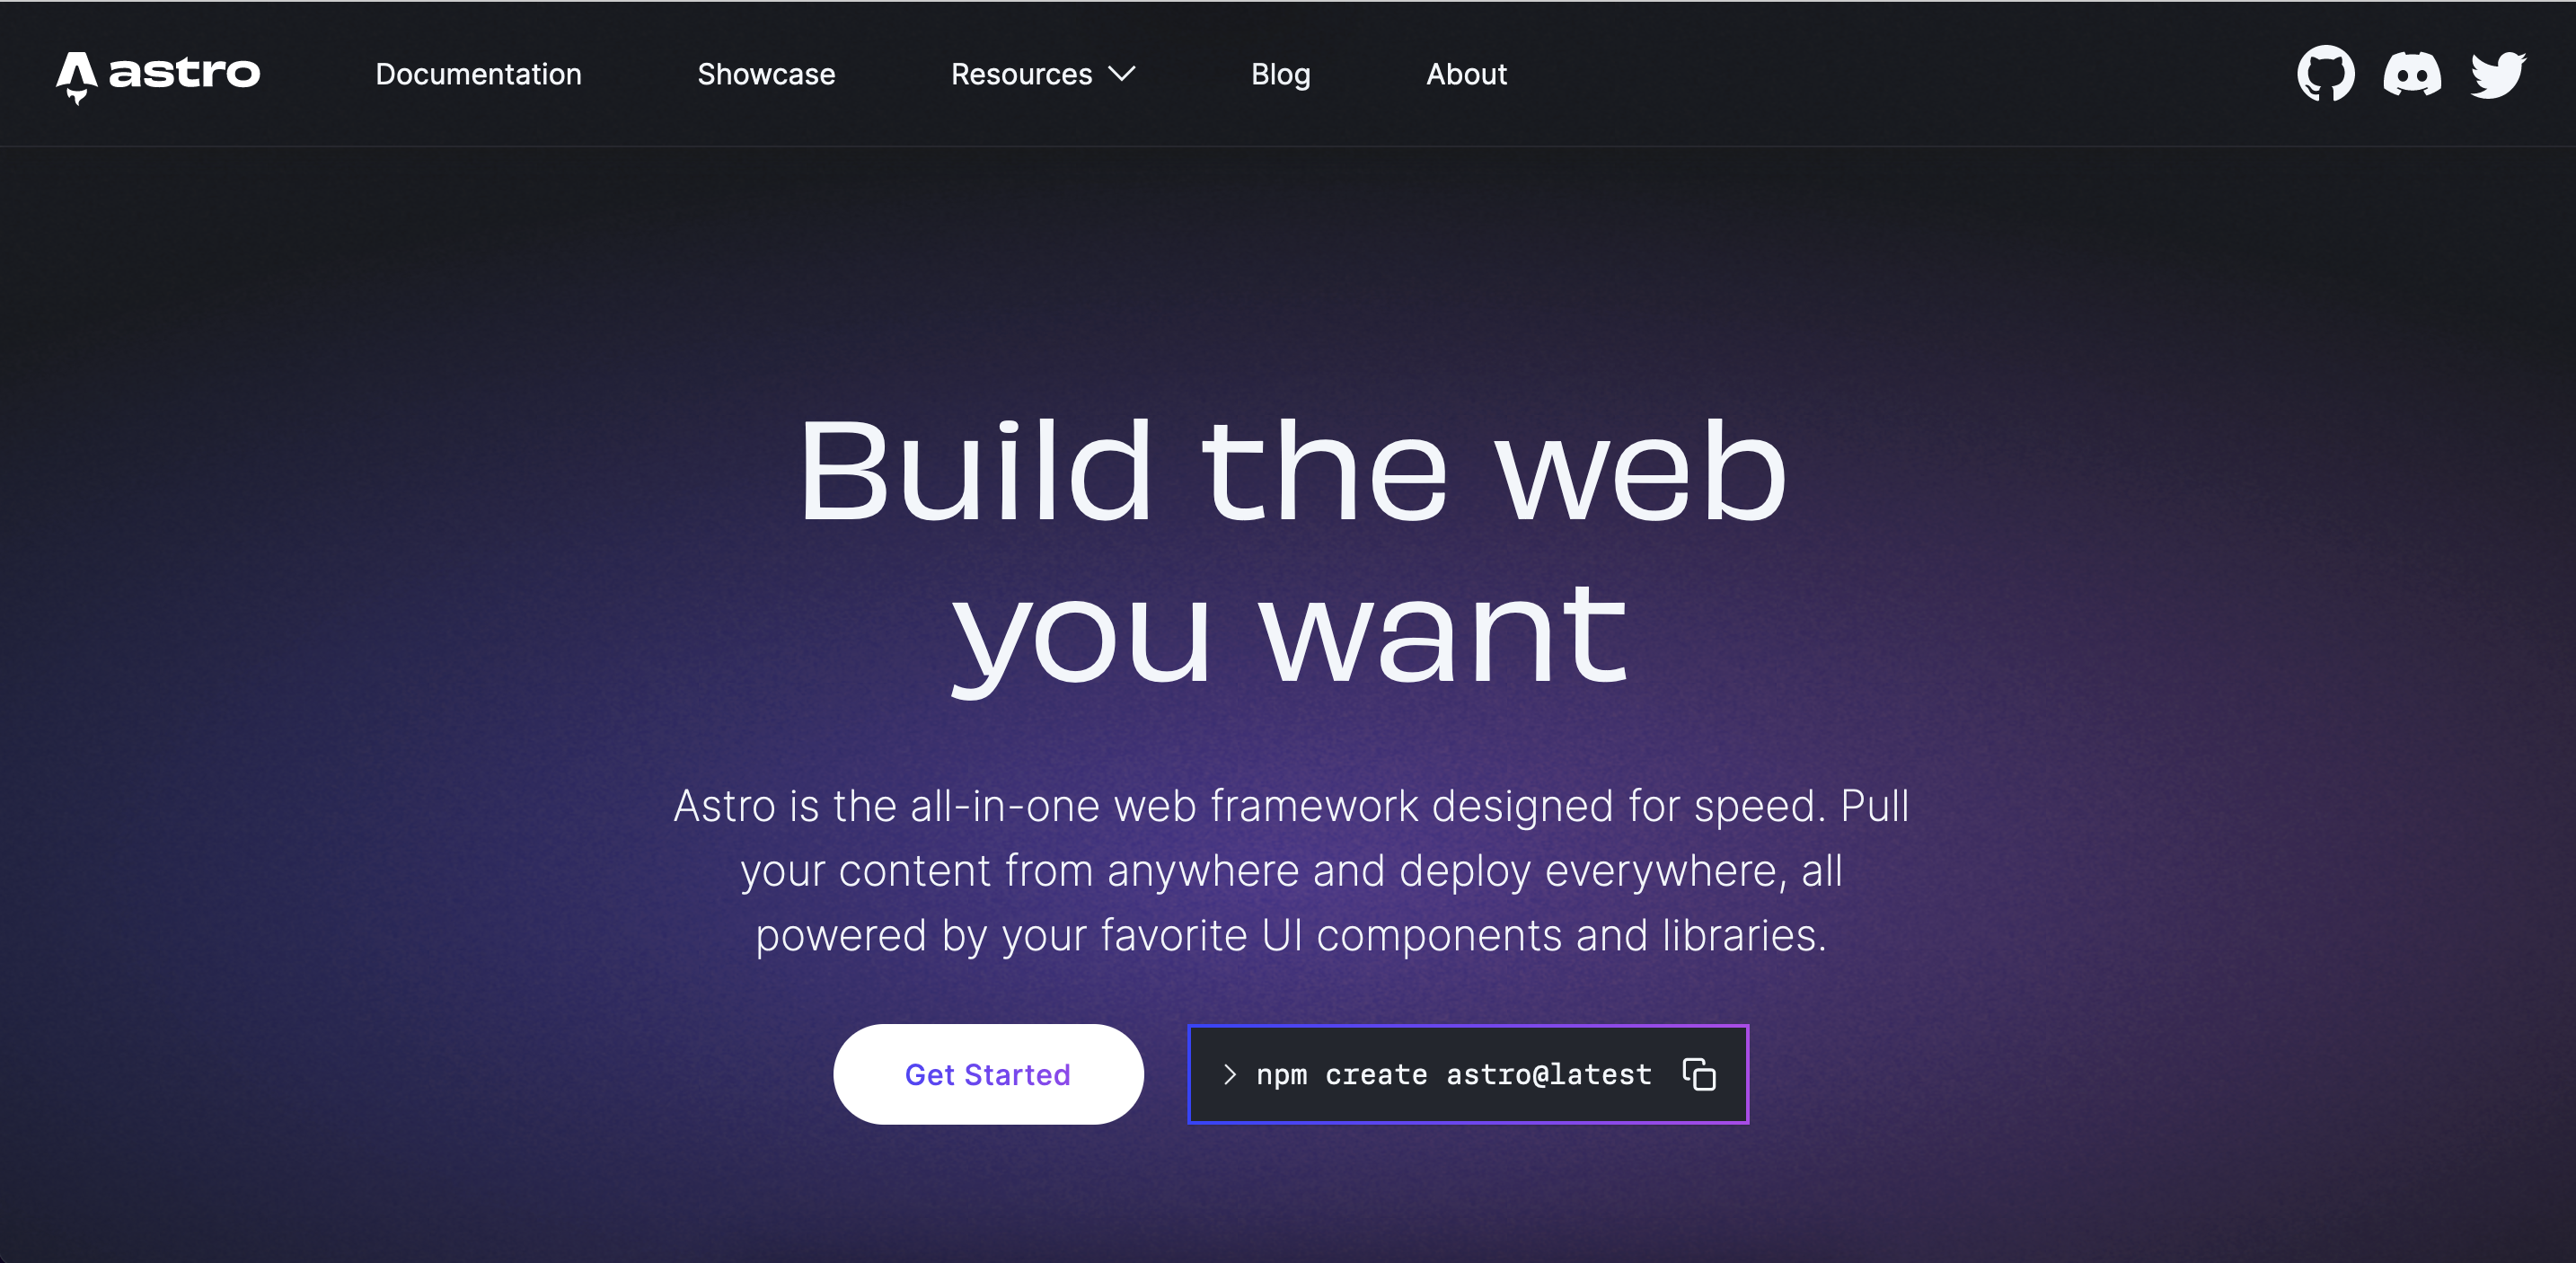 astro
Documentation
Showcase
Resources
Blog
About
Build the web
you want
Astro is the all-in-one web framework designed for speed. Pull
your content from anywhere and deploy everywhere, all
powered by your favorite UI components and libraries.
Get Started
> npm create astro@latest